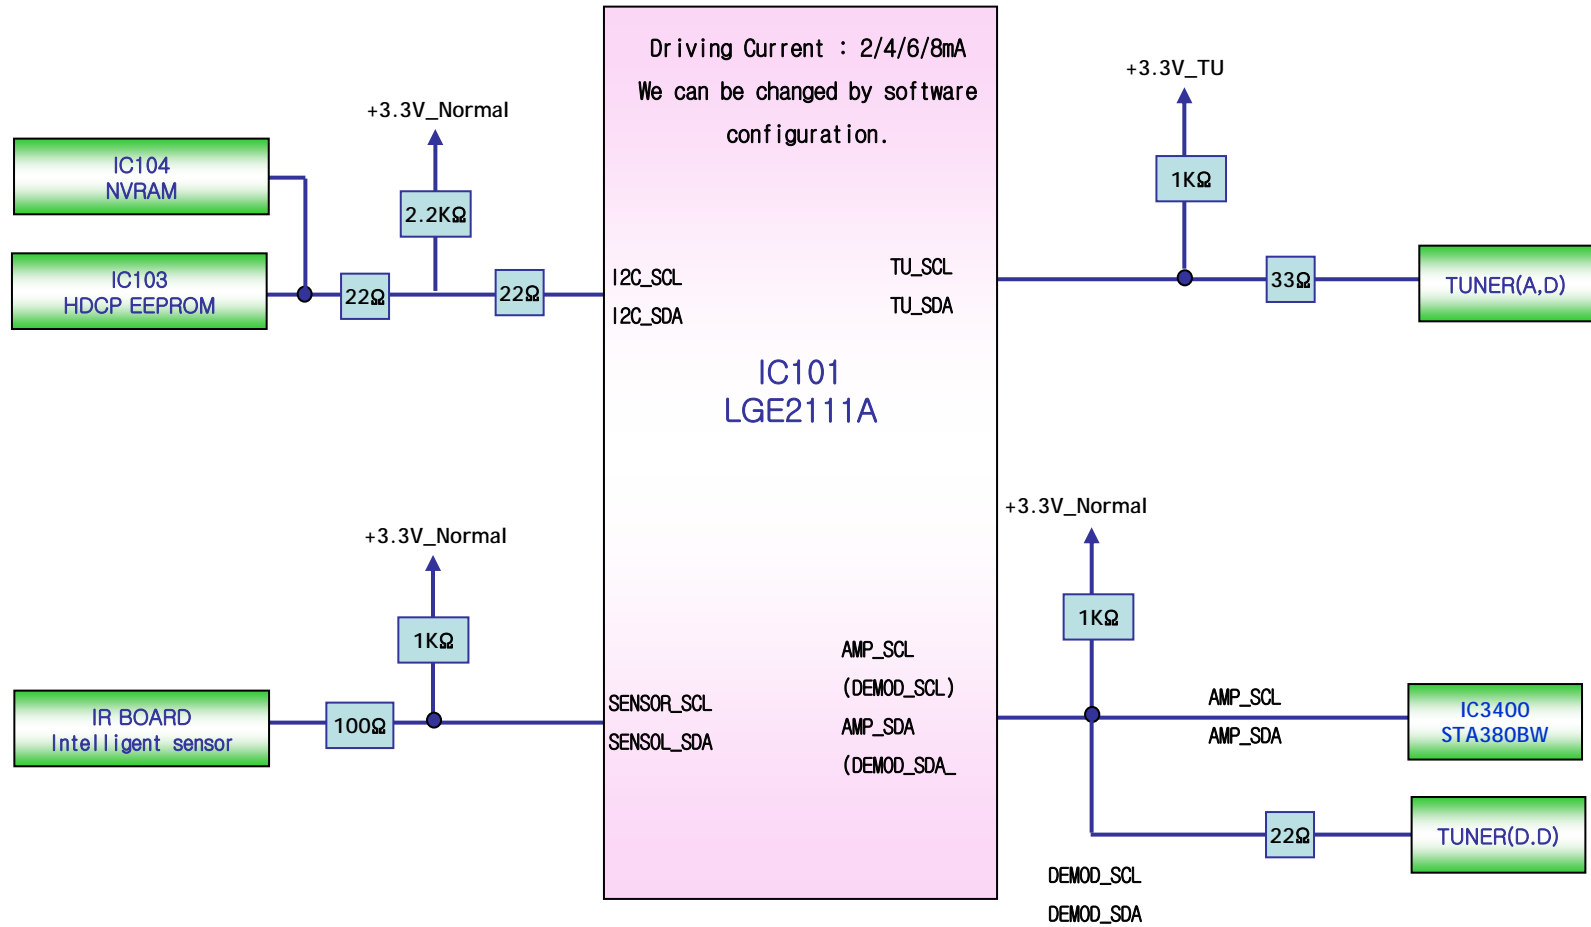 Driving Current : 2/4/6/8mA
We can be changed by software
configuration.
+3.3V_Normal
IC104
NVRAM
2.2KΩ
IC103
HDCP EEPROM
22Ω
22Ω
I2C_SCL
I2C_SDA
+3.3V_TU
1KΩ
TU_SCL
TU_SDA
33Ω
TUNER(A,D)
IC101
LGE2111A
+3.3V_Normal
1KΩ
IR BOARD
Intelligent sensor
100Ω
SENSOR_SCL
SENSOL_SDA
+3.3V_Normal
1KΩ
AMP_SCL
(DEMOD_SCL)
AMP_SDA
(DEMOD_SDA_
AMP_SCL
AMP_SDA
IC3400
STA380BW
22Ω
TUNER(D.D)
DEMOD_SCL
DEMOD_SDA